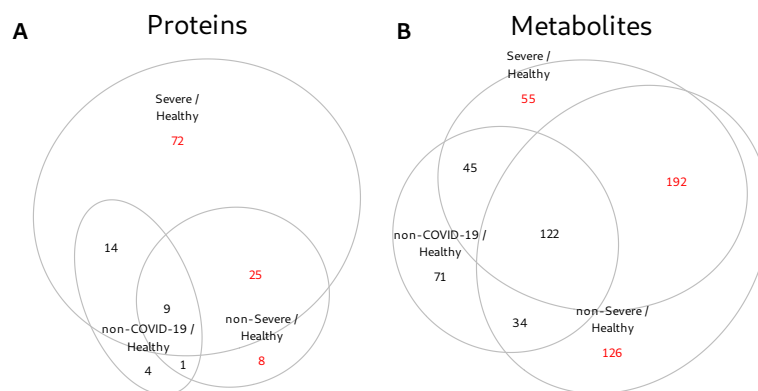 A
Proteins
Severe /
Healthy
72
14
25
9
non-COVID-19 /
Healthy
non-Severe /
Healthy
4
1
8
B
Metabolites
Severe /
Healthy
55
45
192
122
non-COVID-19 /
Healthy
71
34
non-Severe /
Healthy
126